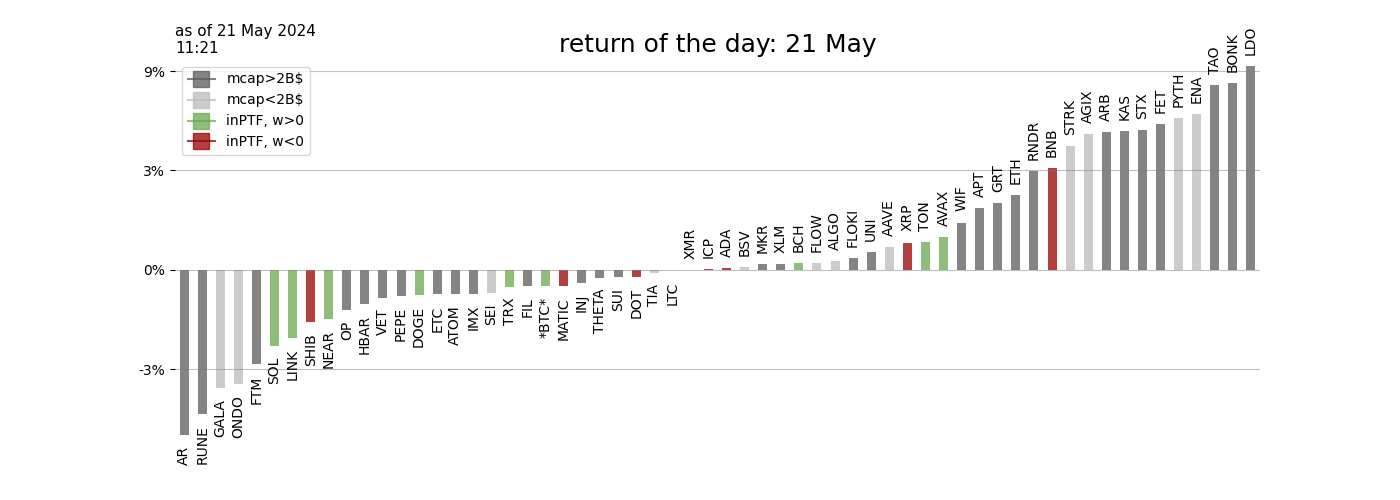 as of 21 May 2024
11:21
return of the day: 21 May
mcap>2B$
mcap<2B$
inPTF, w>0
inPTF, w<0
9%
3%
0%
-3%
AR
RUNE
GALA
ONDO
FTM
SOL
LINK
SHIB
NEAR
OP
HBAR
VET
PEPE
DOGE
ETC
ATOM
IMX
SEI
TRX
FIL
*BTC*
MATIC
INJ
THETA
SUI
DOT
TIA
LTC
XMR
ICP
ADA
BSV
MKR
XLM
BCH
FLOW
ALGO
FLOKI
UNI
AAVE
XRP
TON
AVAX
WIF
APT
GRT
ETH
RNDR
BNB
STRK
AGIX
ARB
KAS
STX
FET
PYTH
ENA
TAO
BONK
LDO